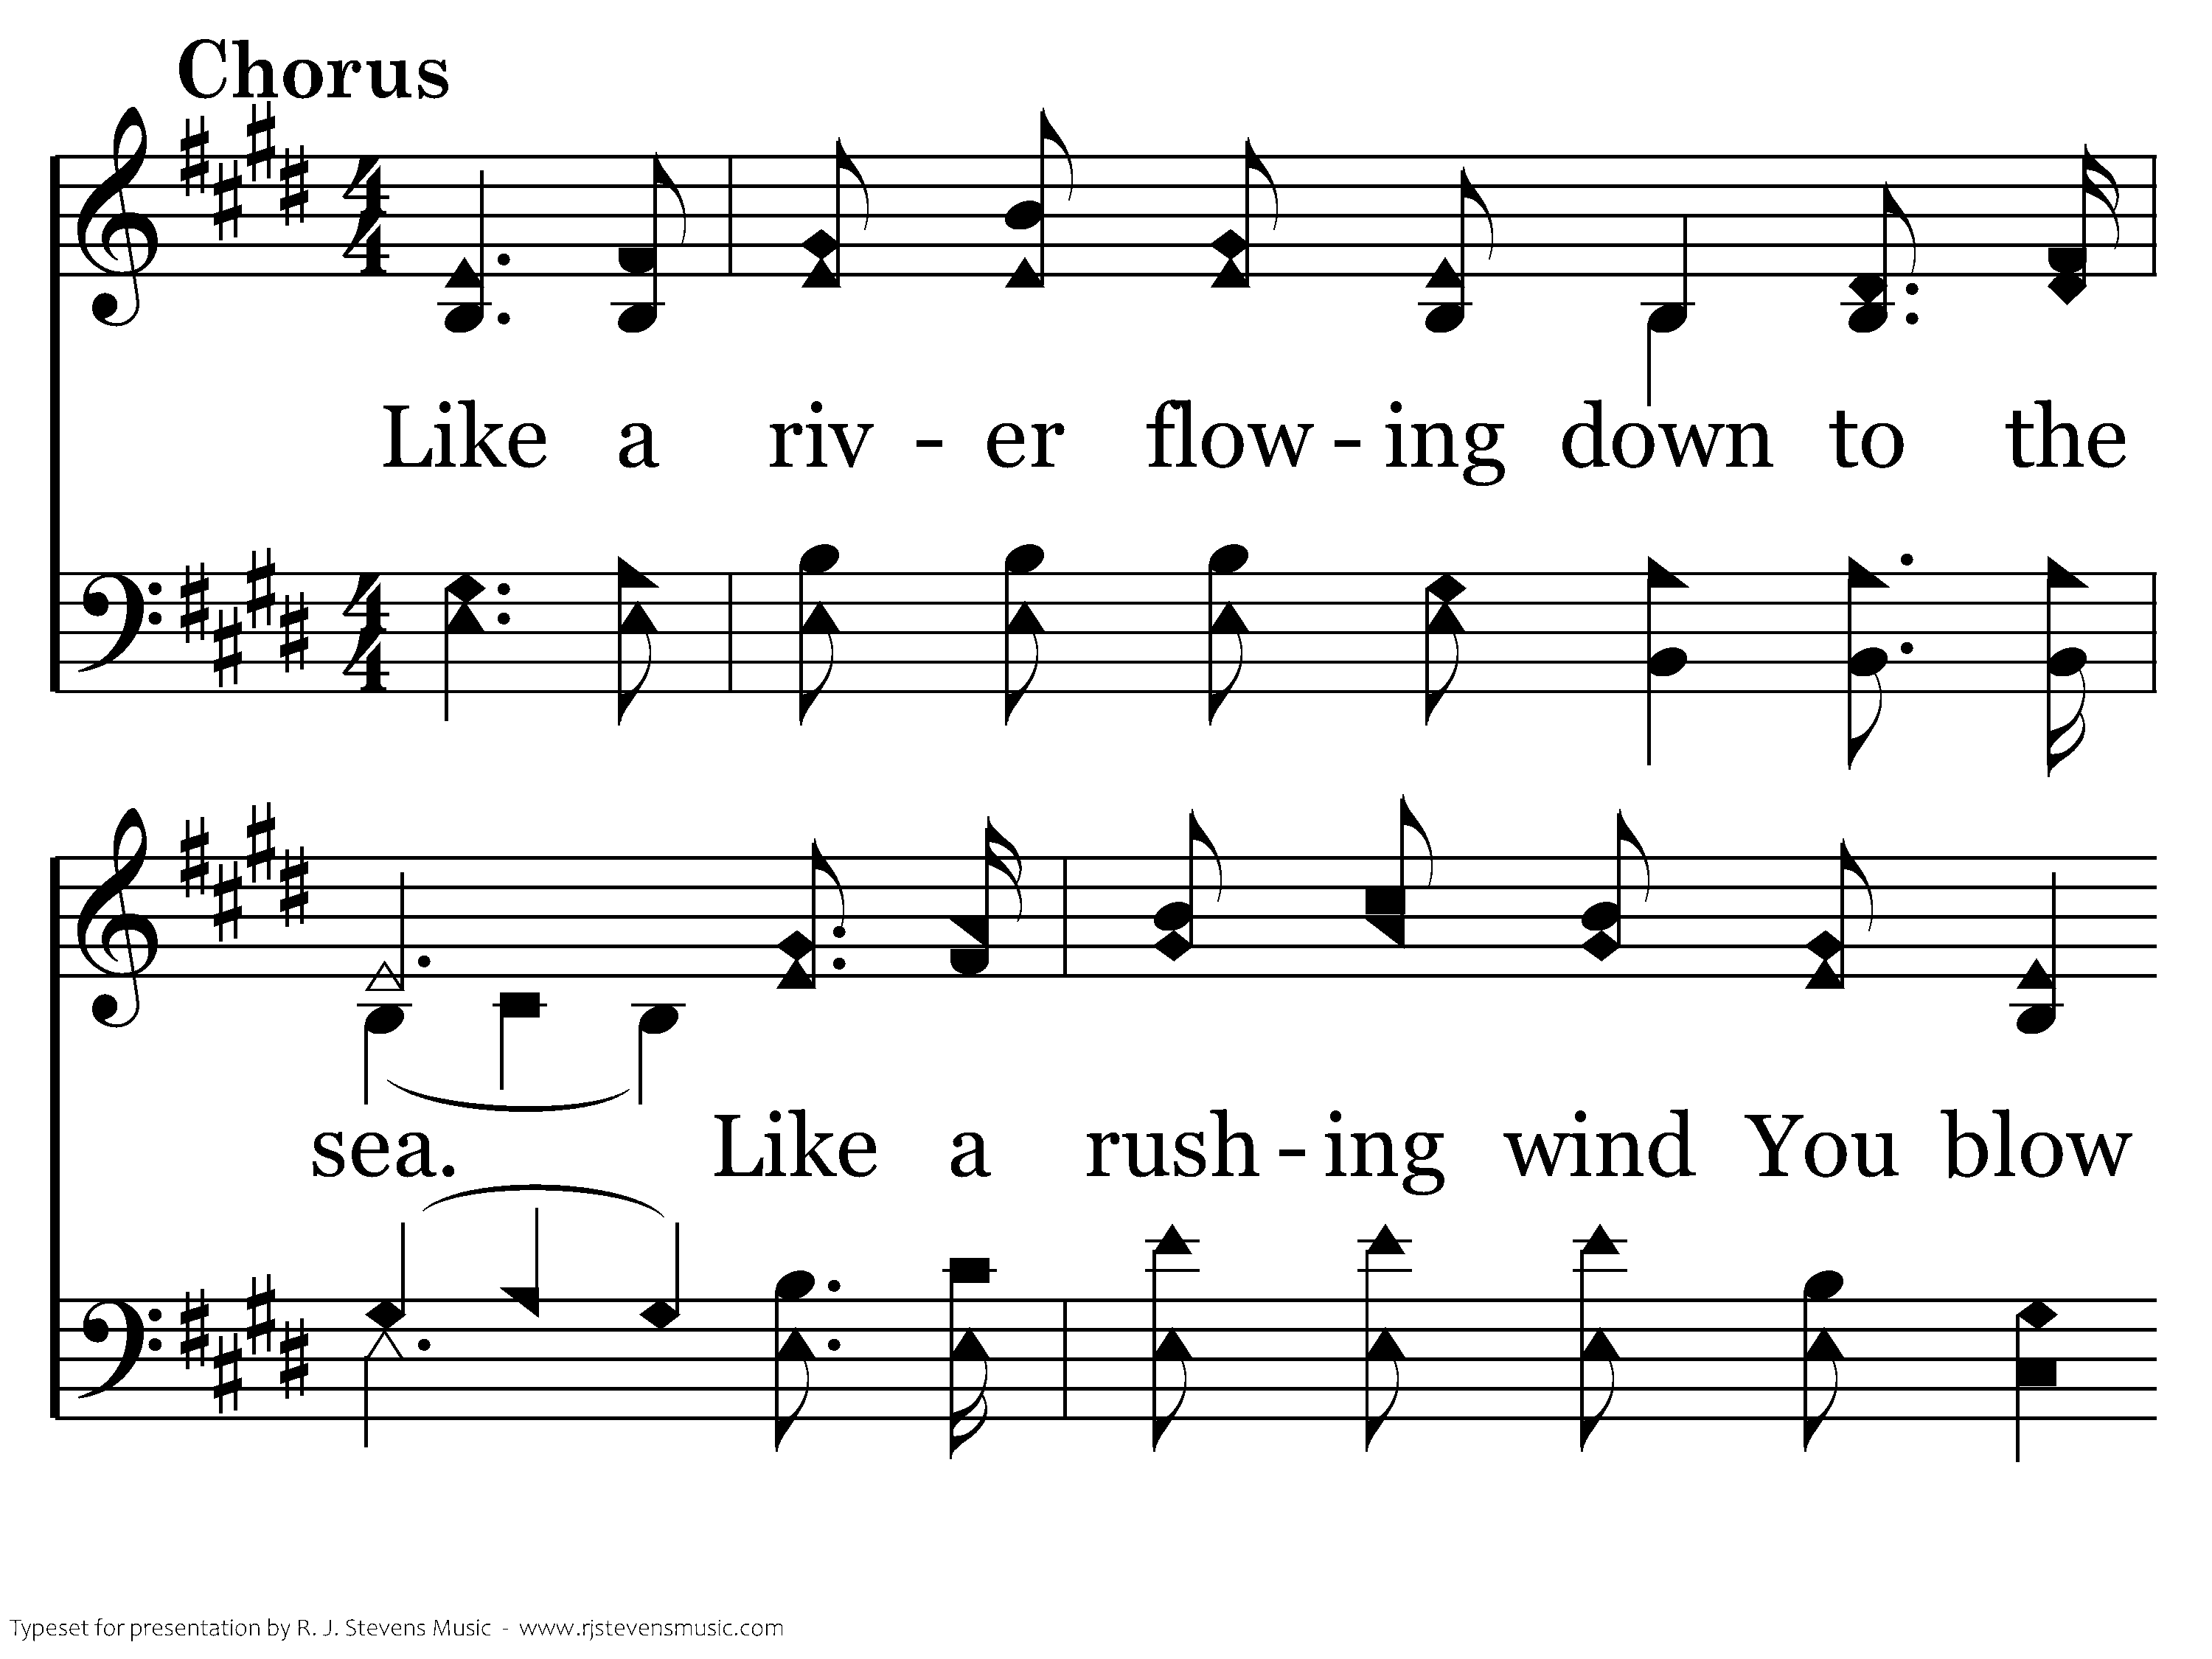 Chorus
Like a riv - er flow - ing down to the
sea. Like a rush - ing wind You blow
Typeset for presentation by R. J. Stevens Music - www.rjstevensmusic.com